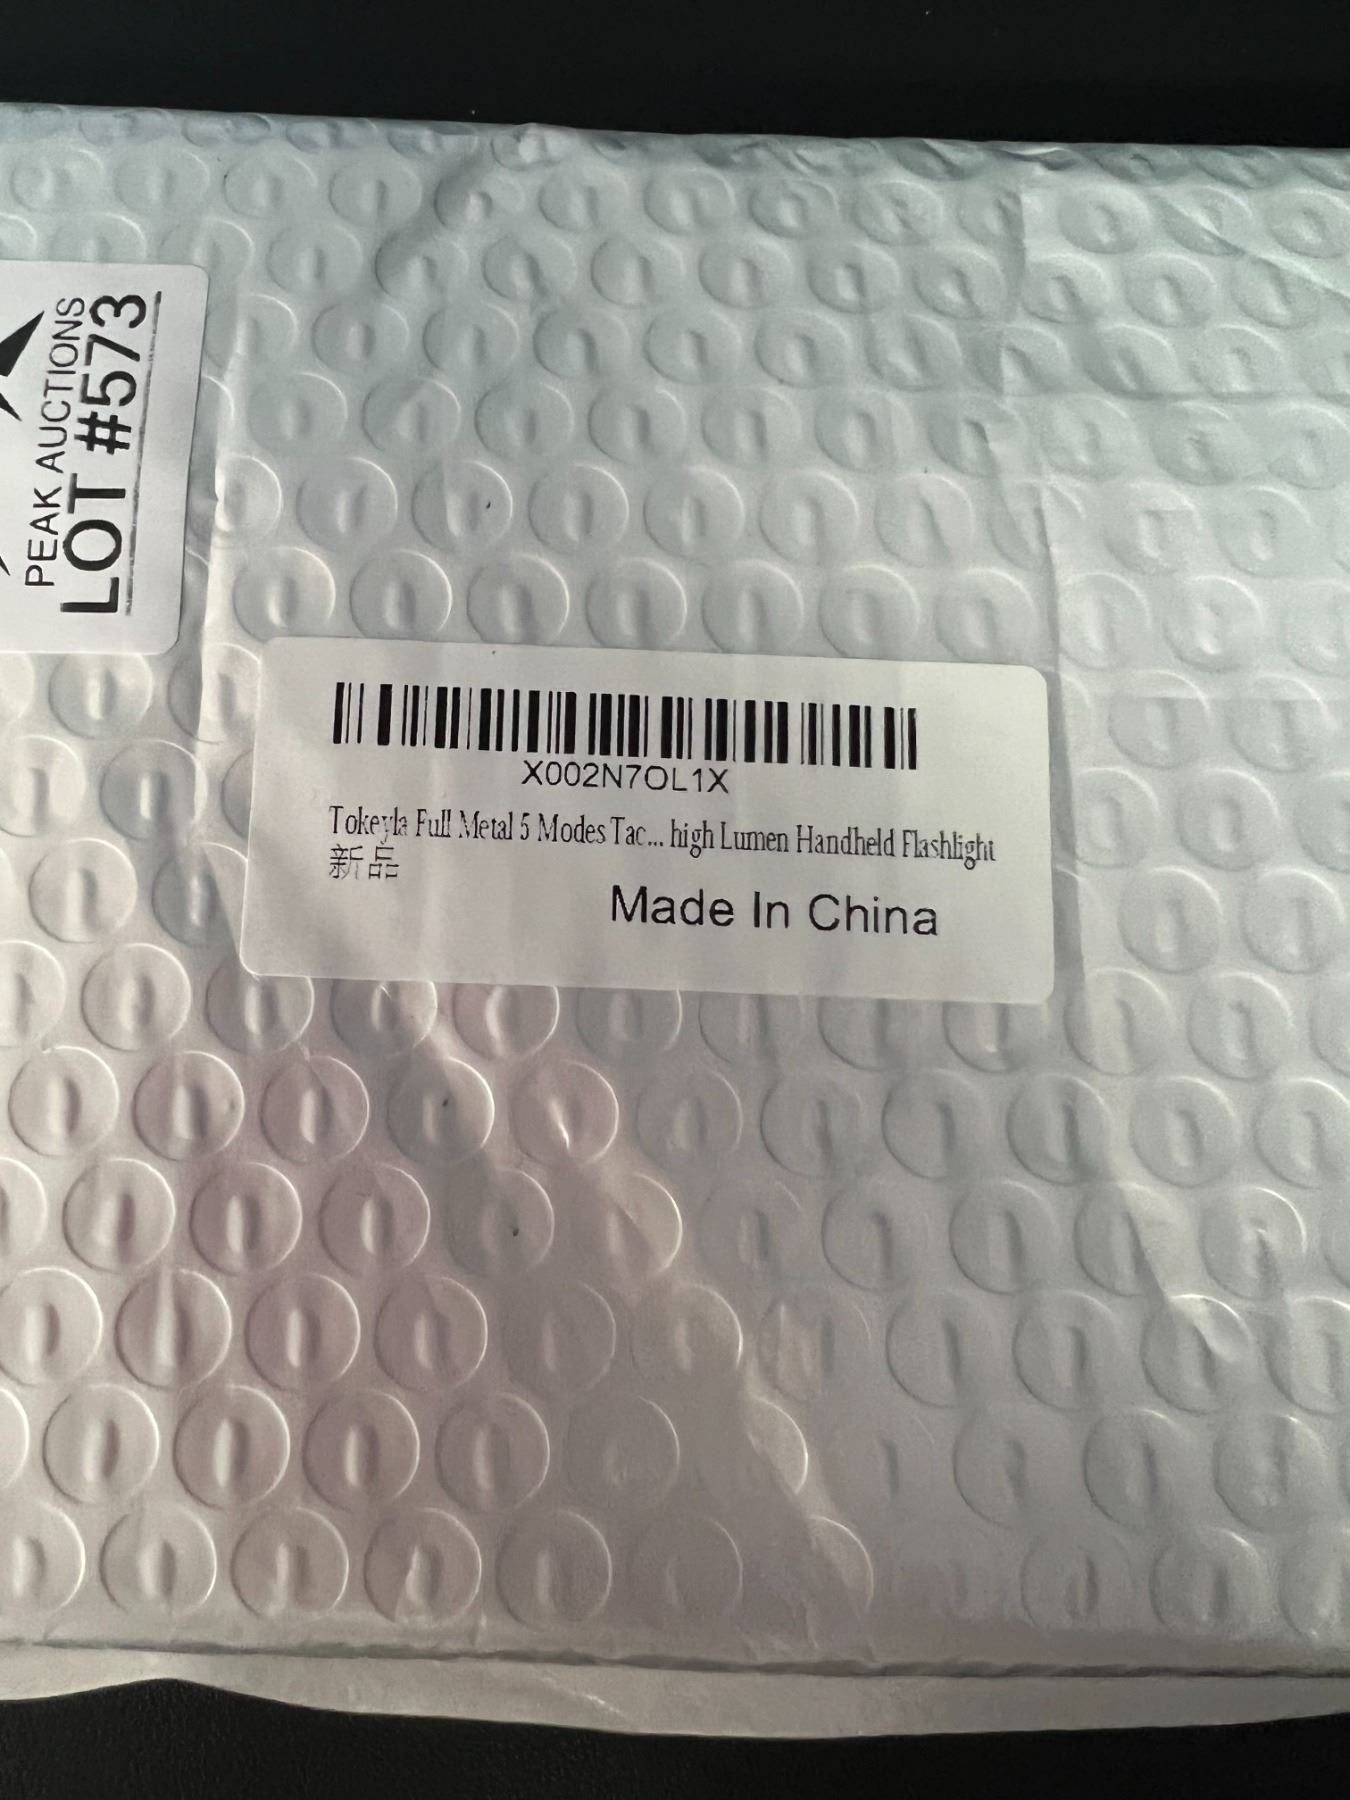 PEAK AUCTIONS
LOT #573
X002N7OL1X
Tokeyla Full Metal 5 Modes Tac... high Lumen Handheld Flashlight
新品
Made In China